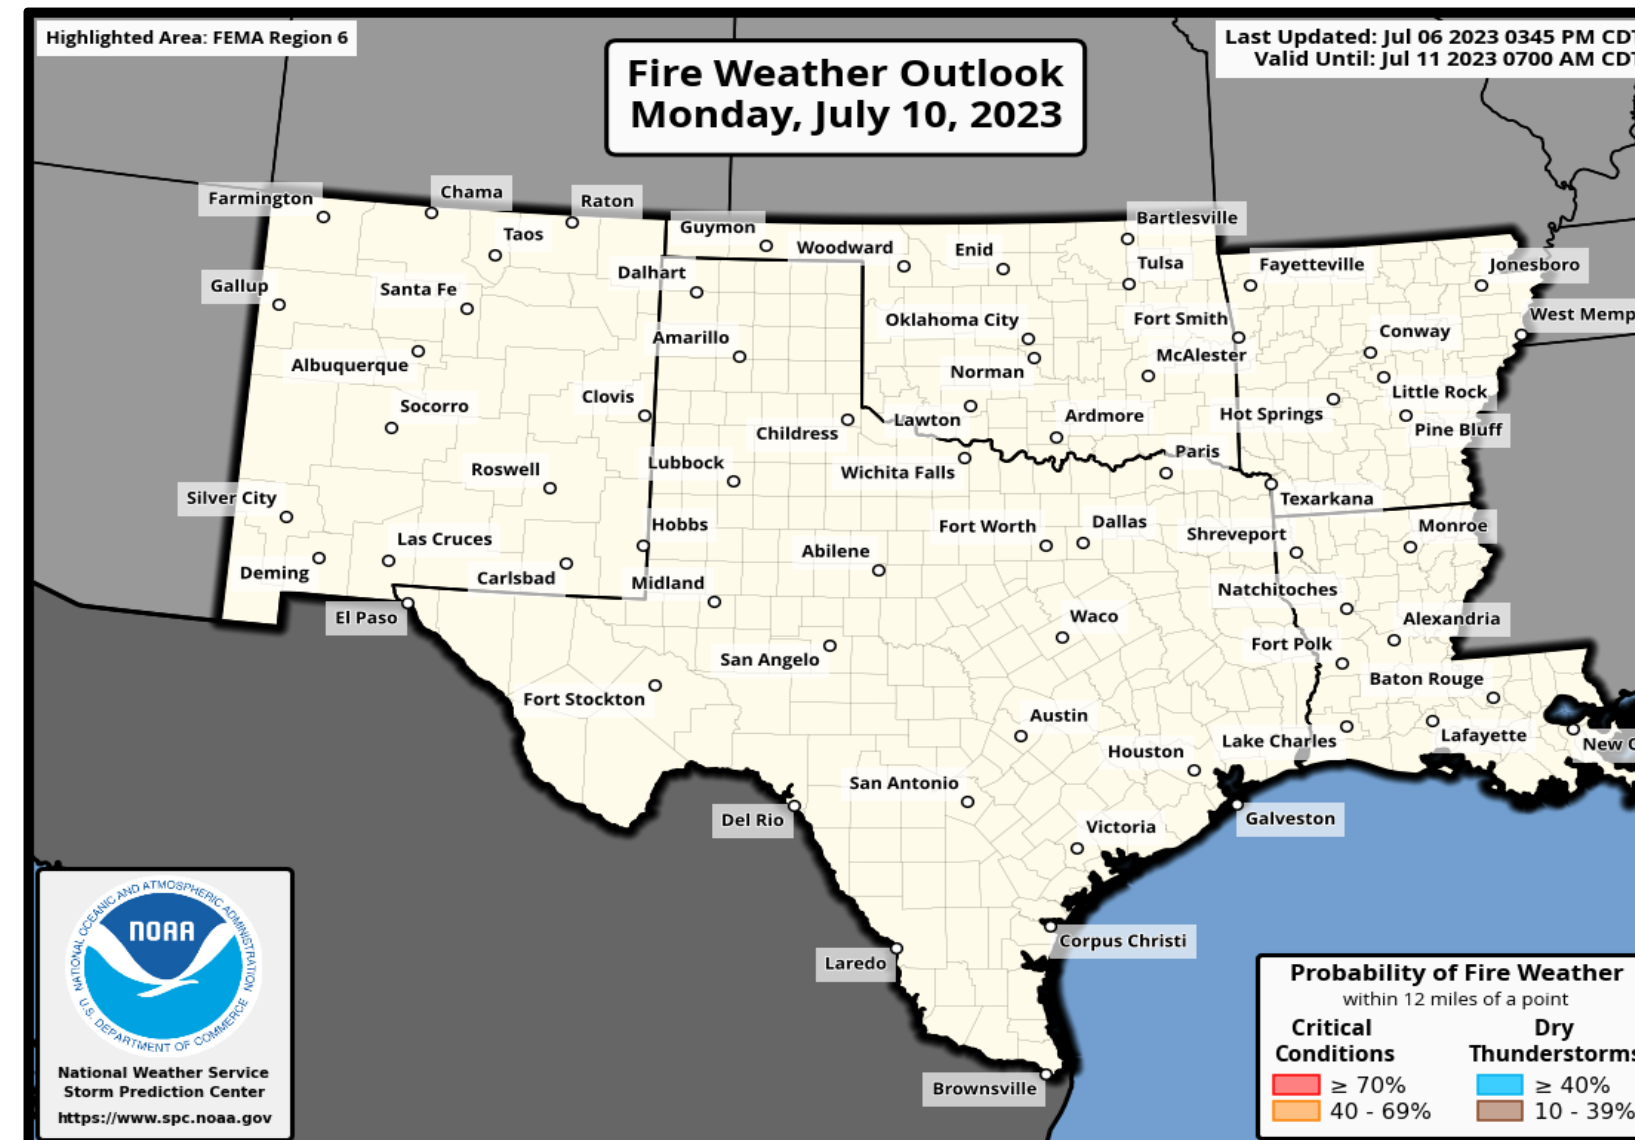 Highlighted Area: FEMA Region 6
Fire Weather Outlook
Monday, July 10, 2023
Last Updated: Jul 06 2023 0345 PM CDT
Valid Until: Jul 11 2023 0700 AM CDT
Farmington
Chama
Raton
Taos
Guymon
Woodward
Enid
Bartlesville
Tulsa
Fayetteville
Jonesboro
Gallup
Santa Fe
Dalhart
Oklahoma City
Fort Smith
West Memp
Amarillo
Conway
Albuquerque
Norman
McAlester
Little Rock
Socorro
Clovis
Childress
Lawton
Ardmore
Hot Springs
Pine Bluff
Roswell
Lubbock
Wichita Falls
Paris
Texarkana
Silver City
Las Cruces
Hobbs
Fort Worth
Dallas
Shreveport
Monroe
Deming
Carlsbad
Midland
Abilene
Natchitoches
El Paso
Waco
Alexandria
San Angelo
Fort Polk
Fort Stockton
Baton Rouge
Austin
Houston
Lake Charles
Lafayette
New O
San Antonio
Del Rio
Victoria
Galveston
Laredo
Corpus Christi
Brownsville
NATIONAL OCEANIC AND ATMOSPHERIC ADMINISTRATION
NOAA
U.S. DEPARTMENT OF COMMERCE
National Weather Service
Storm Prediction Center
https://www.spc.noaa.gov
Probability of Fire Weather
within 12 miles of a point
Critical Conditions
Dry Thunderstorms
≥ 70%
≥ 40%
40 - 69%
10 - 39%